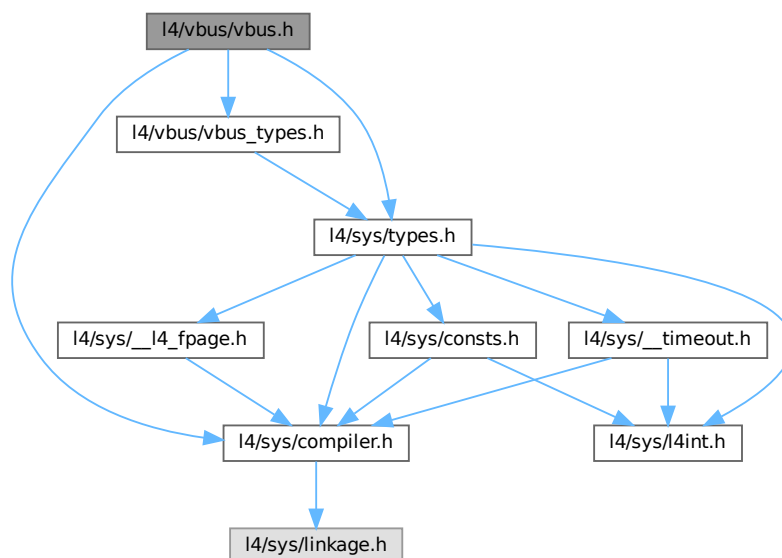 l4/vbus/vbus.h
l4/vbus/vbus_types.h
l4/sys/types.h
l4/sys/__l4_fpage.h
l4/sys/consts.h
l4/sys/__timeout.h
l4/sys/compiler.h
l4/sys/l4int.h
l4/sys/linkage.h